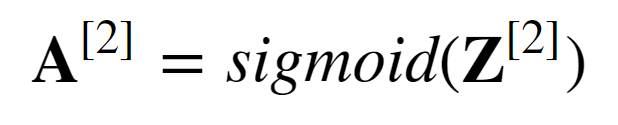 A^[2] = sigmoid(Z^[2])